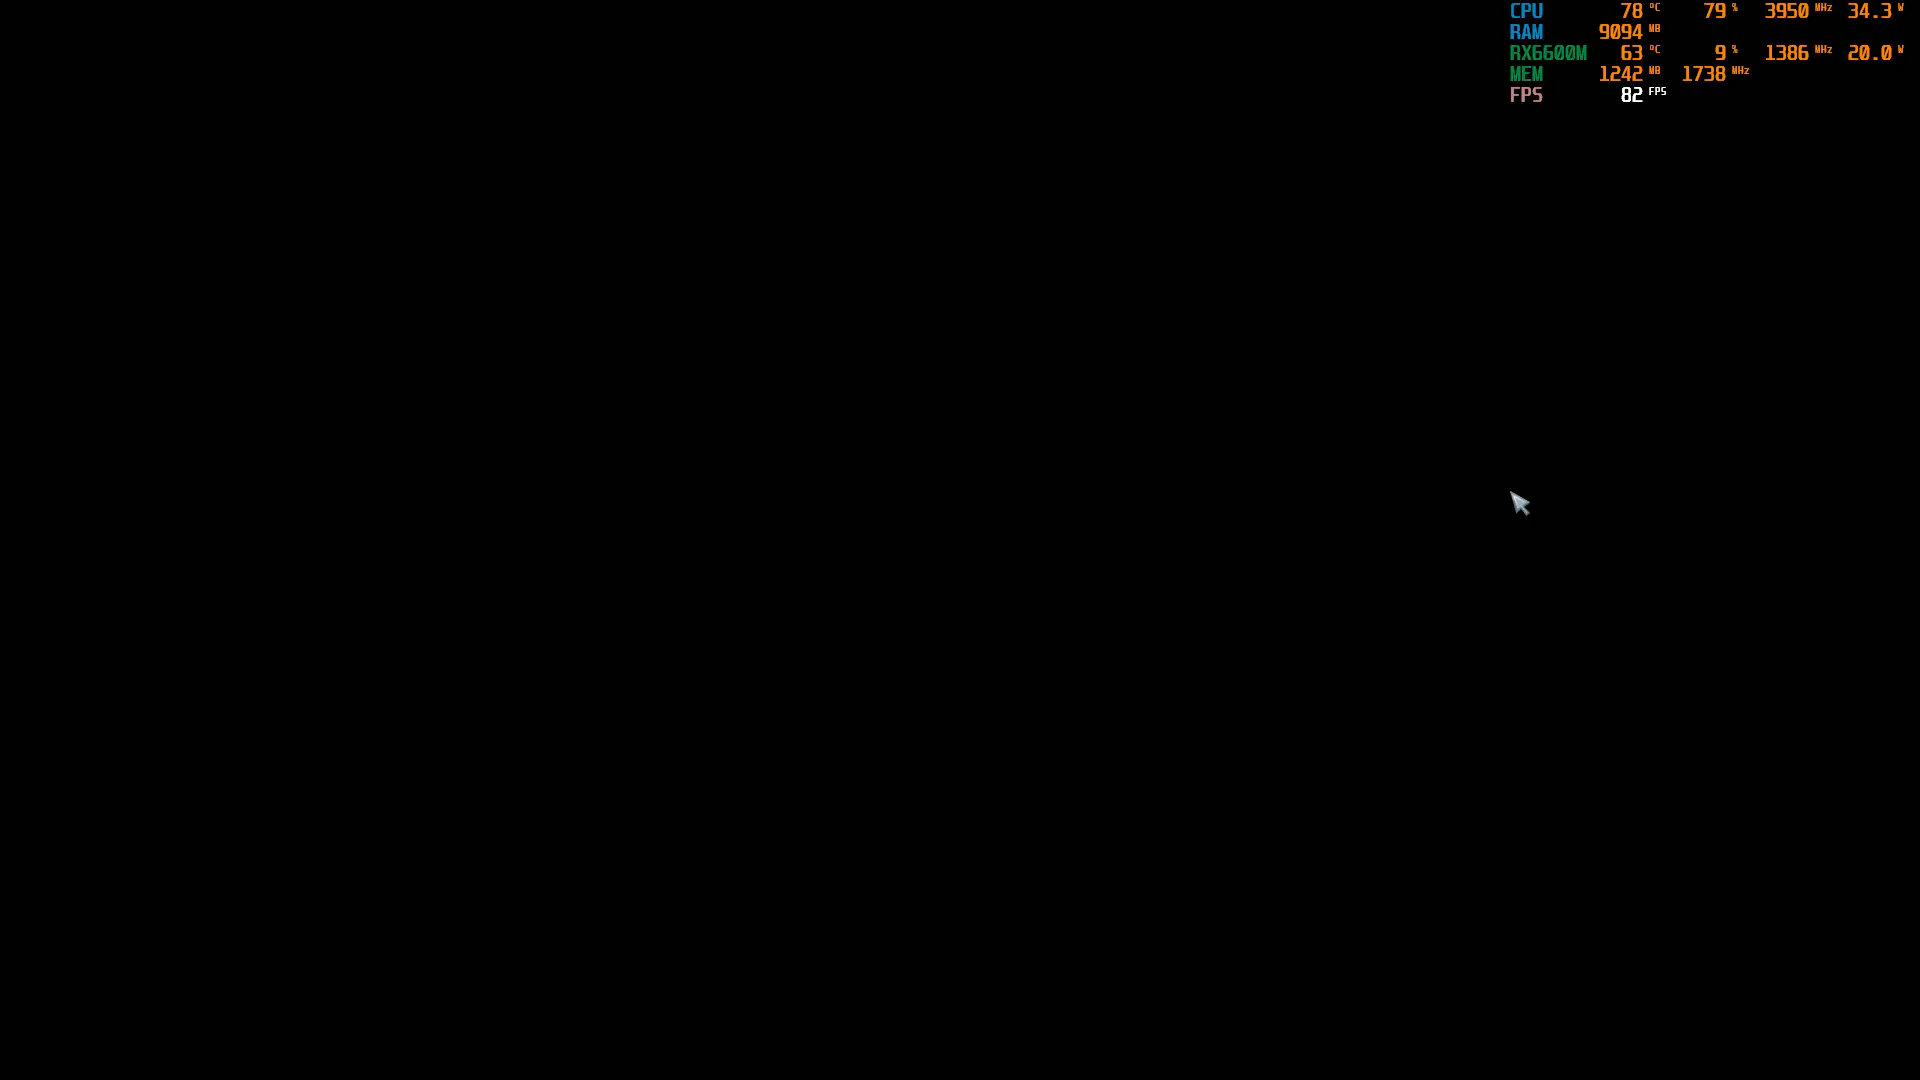 CPU 78 °C 79 % 3950 MHz 34.3 W
RAM 9094 MB
RX6600M 63 °C 9 % 1386 MHz 20.0 W
MEM 1242 MB 1738 MHz
FPS 82 FPS